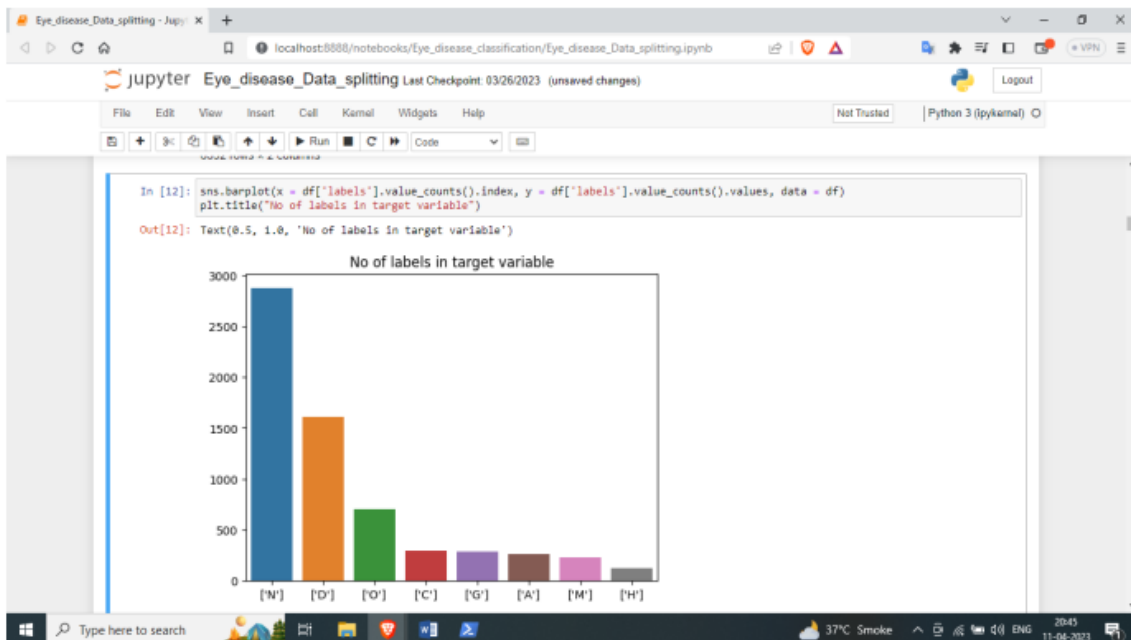 Eye_disease_Data_splitting - Jupy
localhost:8888/notebooks/Eye_disease_classification/Eye_disease_Data_splitting.ipynb
VPN
jupyter Eye_disease_Data_splitting Last Checkpoint: 03/26/2023 (unsaved changes)
Logout
File Edit View Insert Cell Kernel Widgets Help
Not Trusted
Python 3 (ipykernel)
Run
Code
In [12]: sns.barplot(x = df['labels'].value_counts().index, y = df['labels'].value_counts().values, data = df)
plt.title("No of labels in target variable")
Out[12]: Text(0.5, 1.0, 'No of labels in target variable')
No of labels in target variable
3000
2500
2000
1500
1000
500
0
['N'] ['D'] ['O'] ['C'] ['G'] ['A'] ['M'] ['H']
Type here to search
37°C Smoke
ENG
20:45
11-04-2023